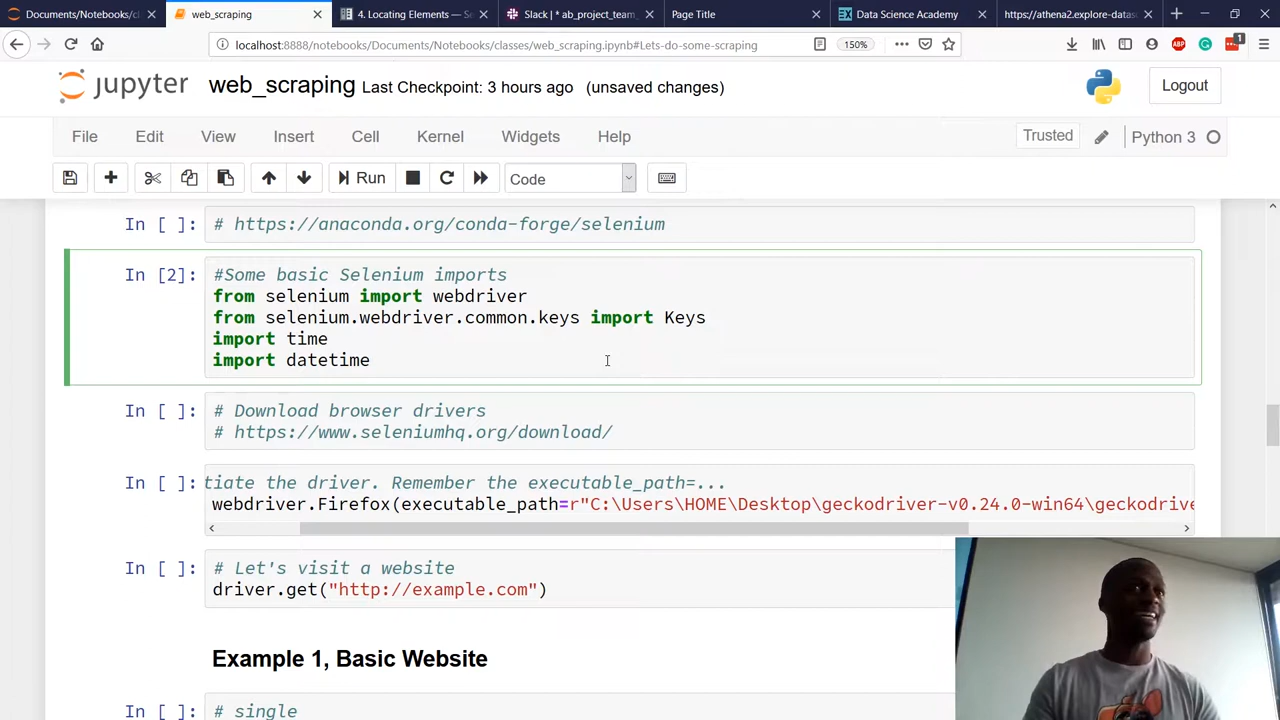 Documents/Notebooks/cl
web_scraping
4. Locating Elements — Se
Slack | * ab_project_team_
Page Title
Data Science Academy
https://athena2.explore-datas
localhost:8888/notebooks/Documents/Notebooks/classes/web_scraping.ipynb#Lets-do-some-scraping
150%
ABP
1
jupyter
web_scraping Last Checkpoint: 3 hours ago (unsaved changes)
Logout
File Edit View Insert Cell Kernel Widgets Help
Trusted
Python 3
Run
Code
In [ ]: # https://anaconda.org/conda-forge/selenium
In [2]: #Some basic Selenium imports
from selenium import webdriver
from selenium.webdriver.common.keys import Keys
import time
import datetime
In [ ]: # Download browser drivers
# https://www.seleniumhq.org/download/
In [ ]: tiate the driver. Remember the executable_path=...
webdriver.Firefox(executable_path=r"C:\Users\HOME\Desktop\geckodriver-v0.24.0-win64\geckodrive
In [ ]: # Let's visit a website
driver.get("http://example.com")
Example 1, Basic Website
In [ ]: # single